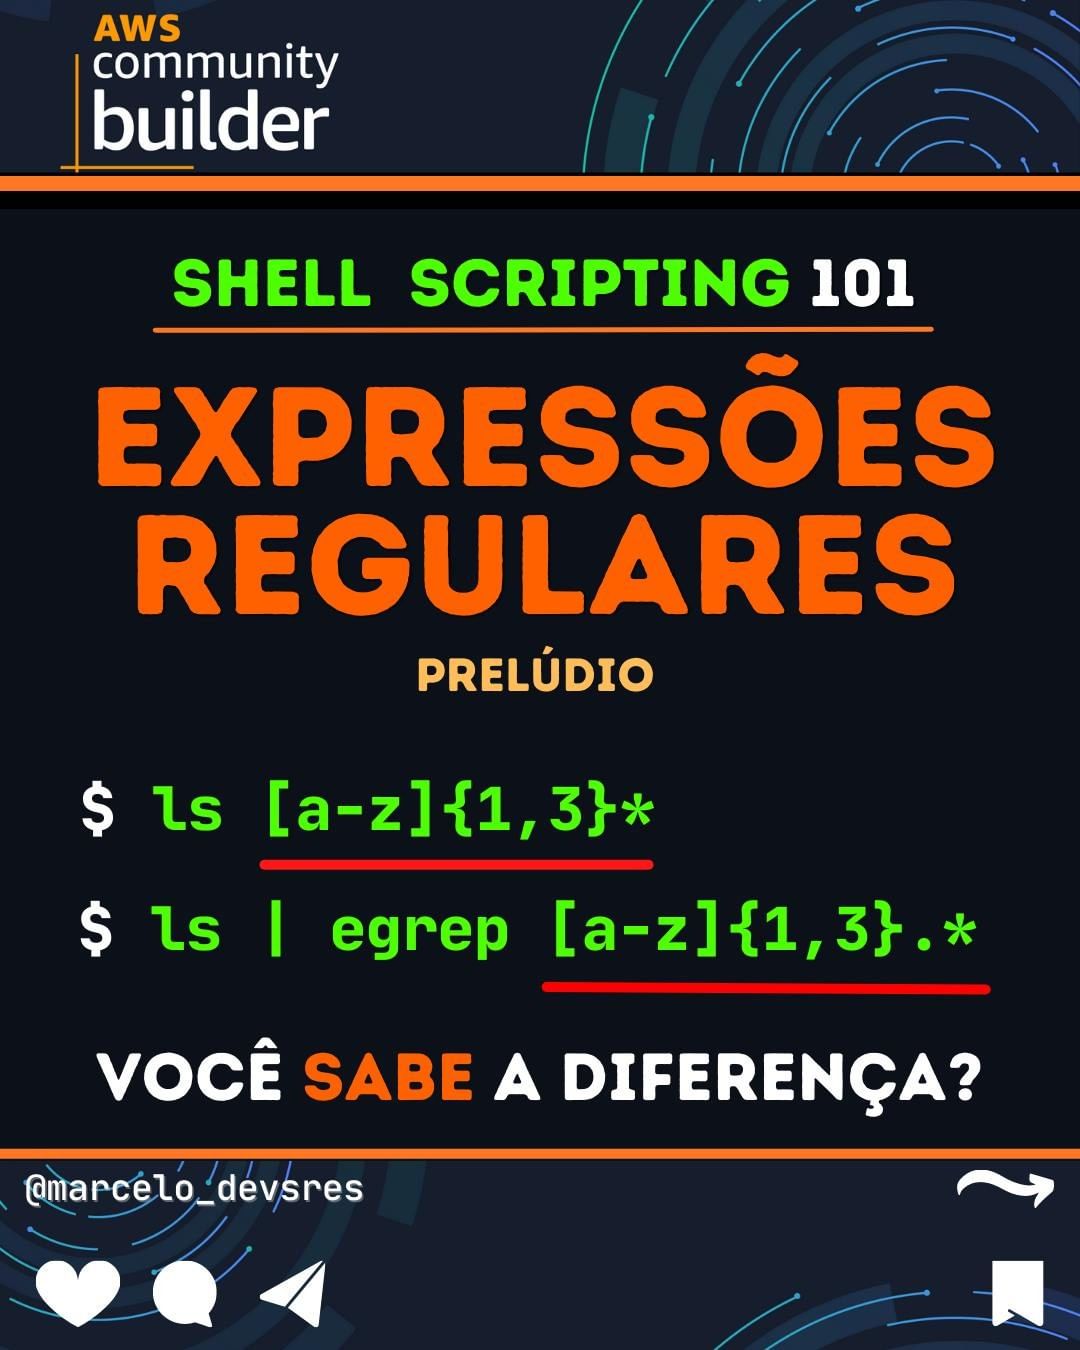 AWS
community
builder
SHELL SCRIPTING 101
EXPRESSÕES
REGULARES
PRELÚDIO
$ ls [a-z]{1,3}*
$ ls | egrep [a-z]{1,3}.*
VOCÊ SABE A DIFERENÇA?
@marcelo_devsres